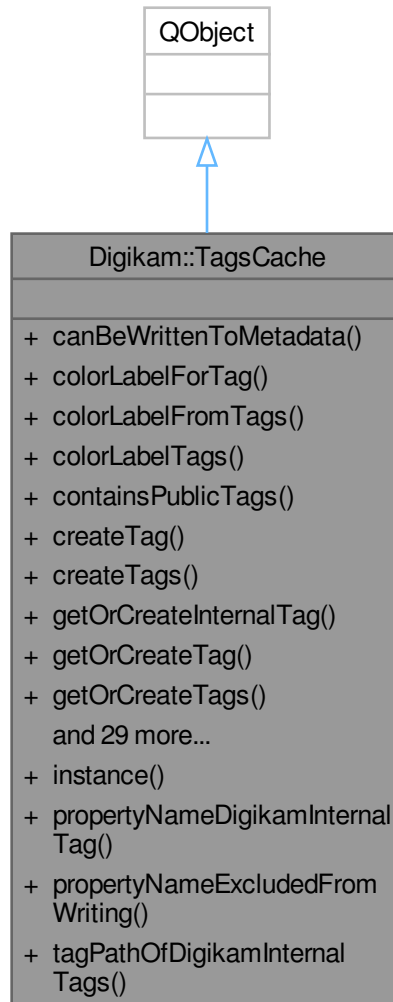 QObject
Digikam::TagsCache
+ canBeWrittenToMetadata()
+ colorLabelForTag()
+ colorLabelFromTags()
+ colorLabelTags()
+ containsPublicTags()
+ createTag()
+ createTags()
+ getOrCreateInternalTag()
+ getOrCreateTag()
+ getOrCreateTags()
and 29 more...
+ instance()
+ propertyNameDigikamInternal
Tag()
+ propertyNameExcludedFrom
Writing()
+ tagPathOfDigikamInternal
Tags()